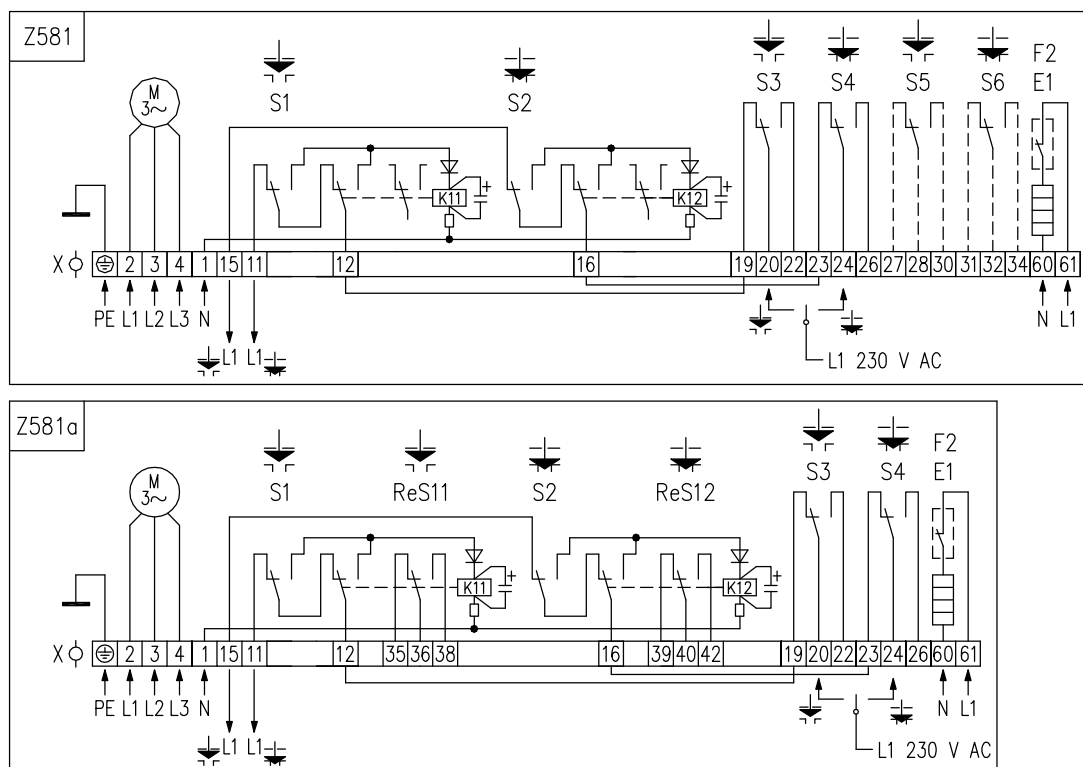 Z581
M
3~
S1
S2
S3 S4 S5 S6 F2
E1
K11 + K12 +
X 2 3 4 1 15 11 12 16 19 20 22 23 24 26 27 28 30 31 32 34 60 61
PE L1 L2 L3 N N L1
L1 L1 L1 230 V AC
Z581a
M
3~
S1 ReS11 S2 ReS12 S3 S4 F2
E1
K11 + K12 +
X 2 3 4 1 15 11 12 35 36 38 16 39 40 42 19 20 22 23 24 26 60 61
PE L1 L2 L3 N N L1
L1 L1 L1 230 V AC